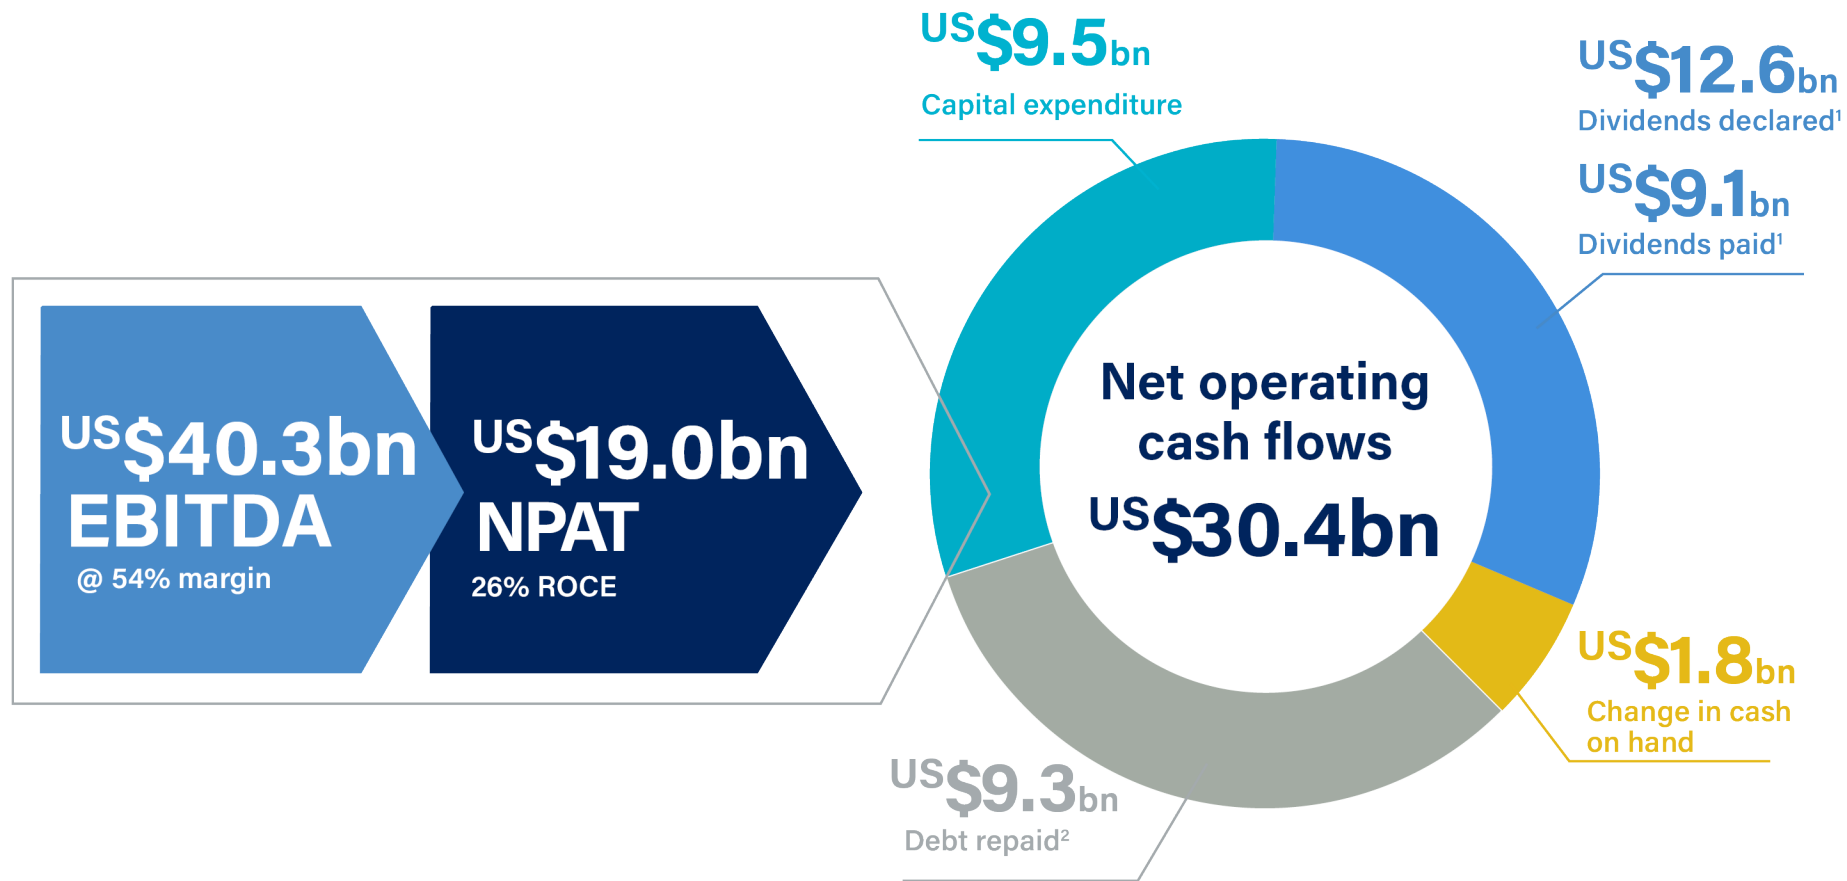 US$9.5bn
Capital expenditure
US$12.6bn
Dividends declared¹
US$9.1bn
Dividends paid¹
US$40.3bn
EBITDA
@ 54% margin
US$19.0bn
NPAT
26% ROCE
Net operating
cash flows
US$30.4bn
US$1.8bn
Change in cash
on hand
US$9.3bn
Debt repaid²